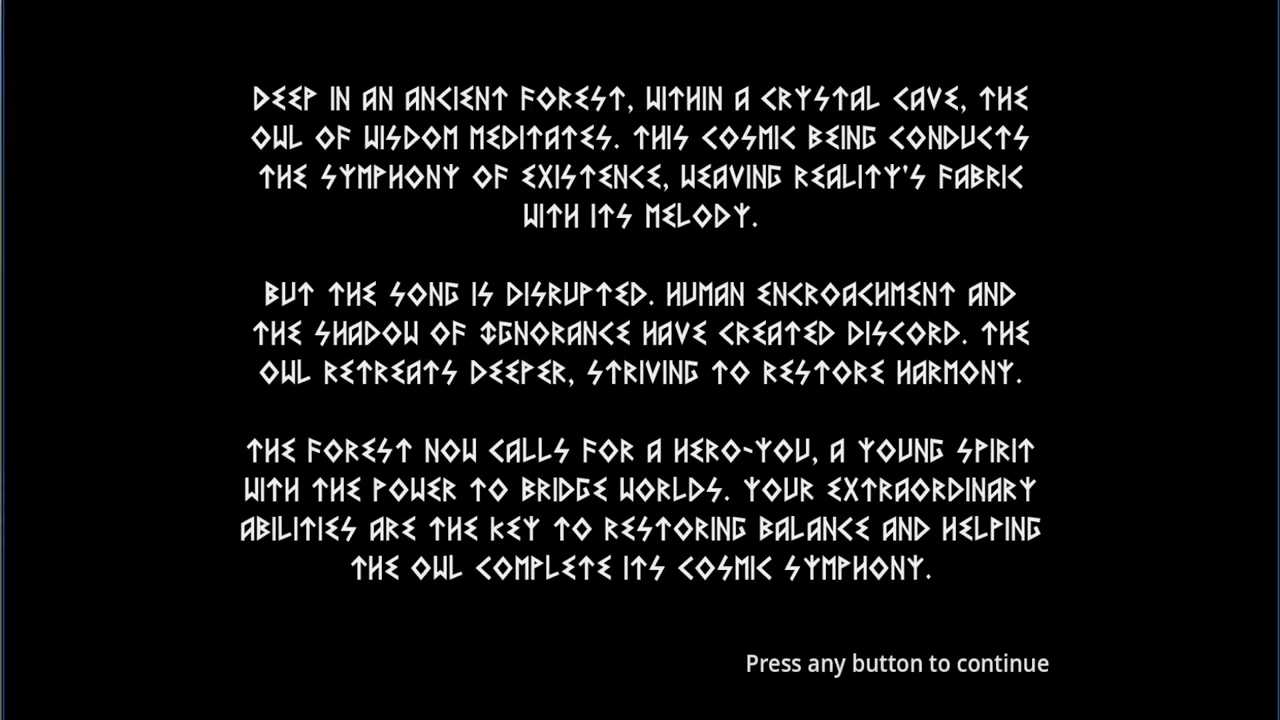 DEEP IN AN ANCIENT FOREST, WITHIN A CRYSTAL CAVE, THE
OWL OF WISDOM MEDITATES. THIS COSMIC BEING CONDUCTS
THE SYMPHONY OF EXISTENCE, WEAVING REALITY'S FABRIC
WITH ITS MELODY.
BUT THE SONG IS DISRUPTED. HUMAN ENCROACHMENT AND
THE SHADOW OF IGNORANCE HAVE CREATED DISCORD. THE
OWL RETREATS DEEPER, STRIVING TO RESTORE HARMONY.
THE FOREST NOW CALLS FOR A HERO-YOU, A YOUNG SPIRIT
WITH THE POWER TO BRIDGE WORLDS. YOUR EXTRAORDINARY
ABILITIES ARE THE KEY TO RESTORING BALANCE AND HELPING
THE OWL COMPLETE ITS COSMIC SYMPHONY.
Press any button to continue